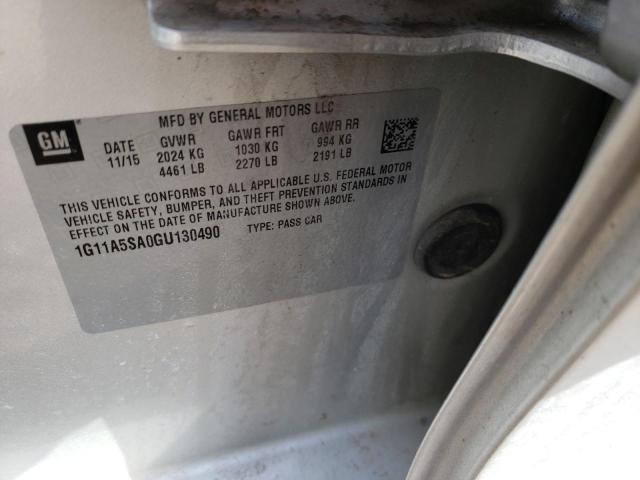 MFD BY GENERAL MOTORS LLC
GM
DATE GVWR GAWR FRT GAWR RR
11/15 2024 KG 1030 KG 994 KG
4461 LB 2270 LB 2191 LB
THIS VEHICLE CONFORMS TO ALL APPLICABLE U.S. FEDERAL MOTOR
VEHICLE SAFETY, BUMPER, AND THEFT PREVENTION STANDARDS IN
EFFECT ON THE DATE OF MANUFACTURE SHOWN ABOVE.
1G11A5SA0GU130490 TYPE: PASS CAR